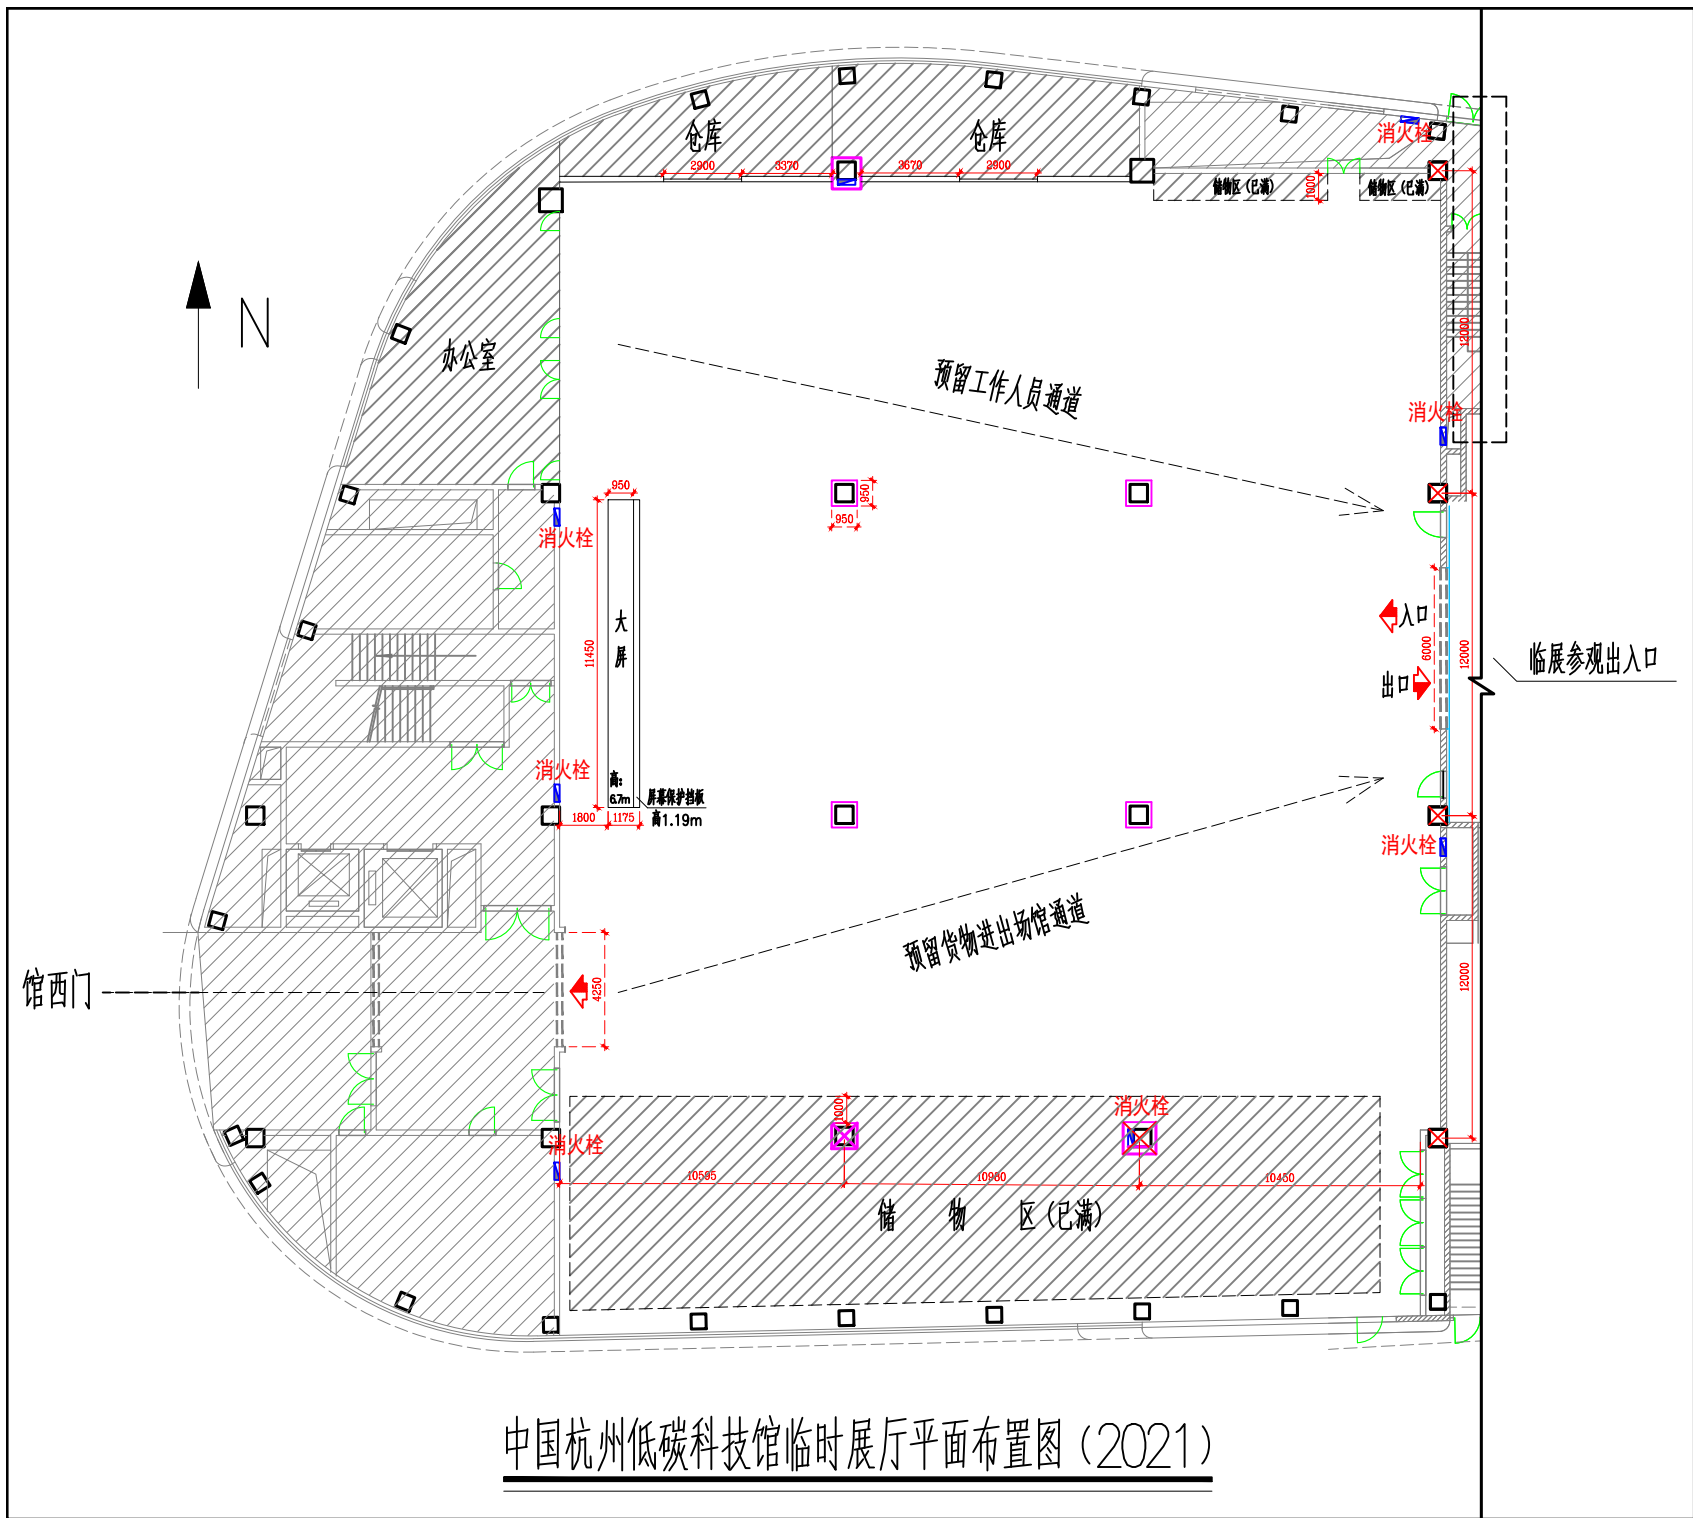 仓库
仓库
消火栓
2900
3370
3670
2900
储物区(已满)
1000
储物区(已满)
N
办公室
预留工作人员通道
12000
消火栓
950
950
950
消火栓
大屏
11450
入口
6000
12000
出口
临展参观出入口
消火栓
高:
6.7m
屏幕保护挡板
高1.19m
1800
1175
消火栓
预留货物进出场馆通道
馆西门
4250
12000
1000
消火栓
消火栓
10595
10950
10450
储 物 区(已满)
中国杭州低碳科技馆临时展厅平面布置图(2021)